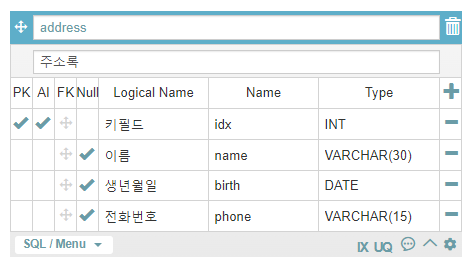 address
주소록
PK AI FK Null Logical Name Name Type
키필드 idx INT
이름 name VARCHAR(30)
생년월일 birth DATE
전화번호 phone VARCHAR(15)
SQL / Menu IX UQ